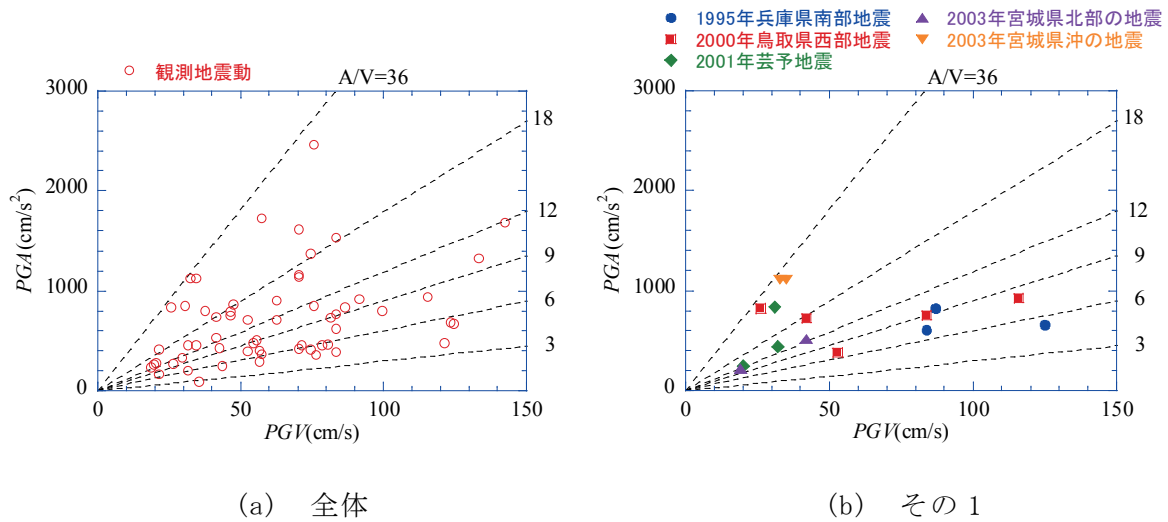 観測地震動
A/V=36
3000
2000
1000
0
PGA(cm/s²)
18
12
9
6
3
0
50
100
150
PGV(cm/s)
(a) 全体
1995年兵庫県南部地震
2000年鳥取県西部地震
2001年芸予地震
2003年宮城県北部の地震
2003年宮城県沖の地震
A/V=36
3000
2000
1000
0
PGA(cm/s²)
18
12
9
6
3
0
50
100
150
PGV(cm/s)
(b) その1